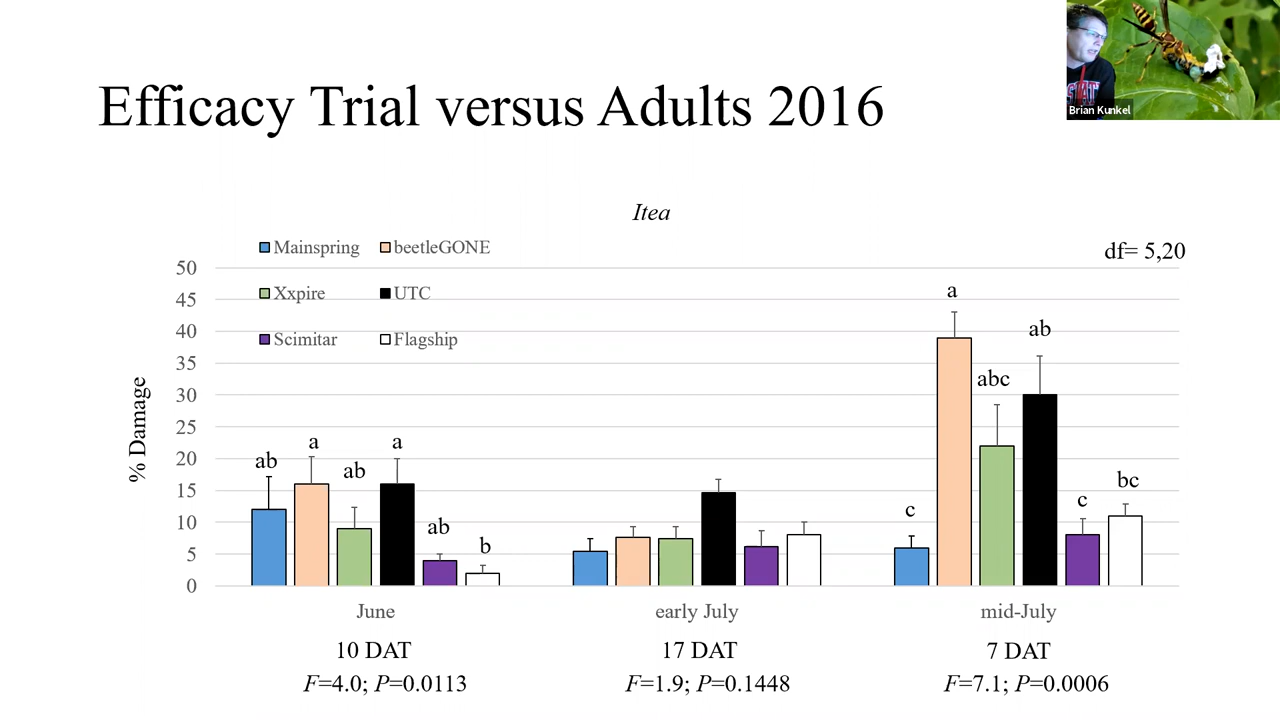 Brian Kunkel
Efficacy Trial versus Adults 2016
Itea
Mainspring beetleGONE
df= 5,20
Xxpire UTC
Scimitar Flagship
% Damage
50
45
40
35
30
25
20
15
10
5
0
ab a ab a ab b
c a abc ab c bc
June early July mid-July
10 DAT 17 DAT 7 DAT
F=4.0; P=0.0113 F=1.9; P=0.1448 F=7.1; P=0.0006